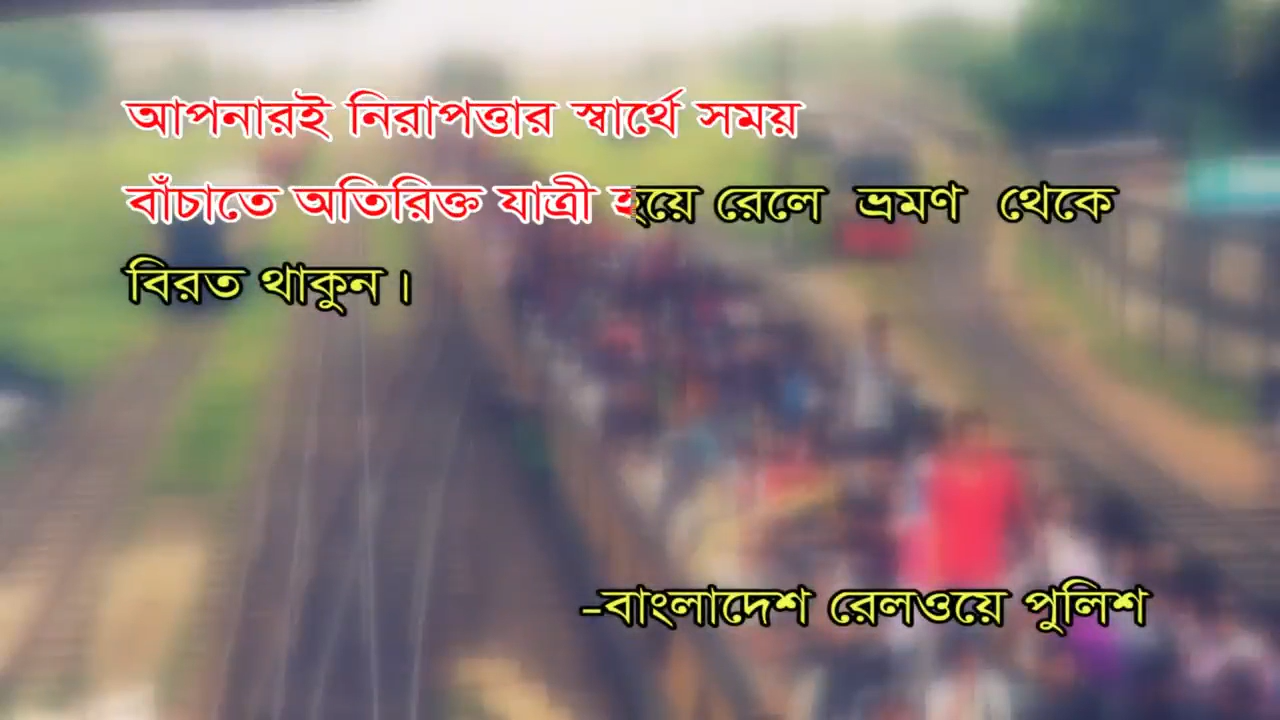 আপনারই নিরাপত্তার স্বার্থে সময়
বাঁচাতে অতিরিক্ত যাত্রী হয়ে রেলে ভ্রমণ থেকে
বিরত থাকুন।
-বাংলাদেশ রেলওয়ে পুলিশ